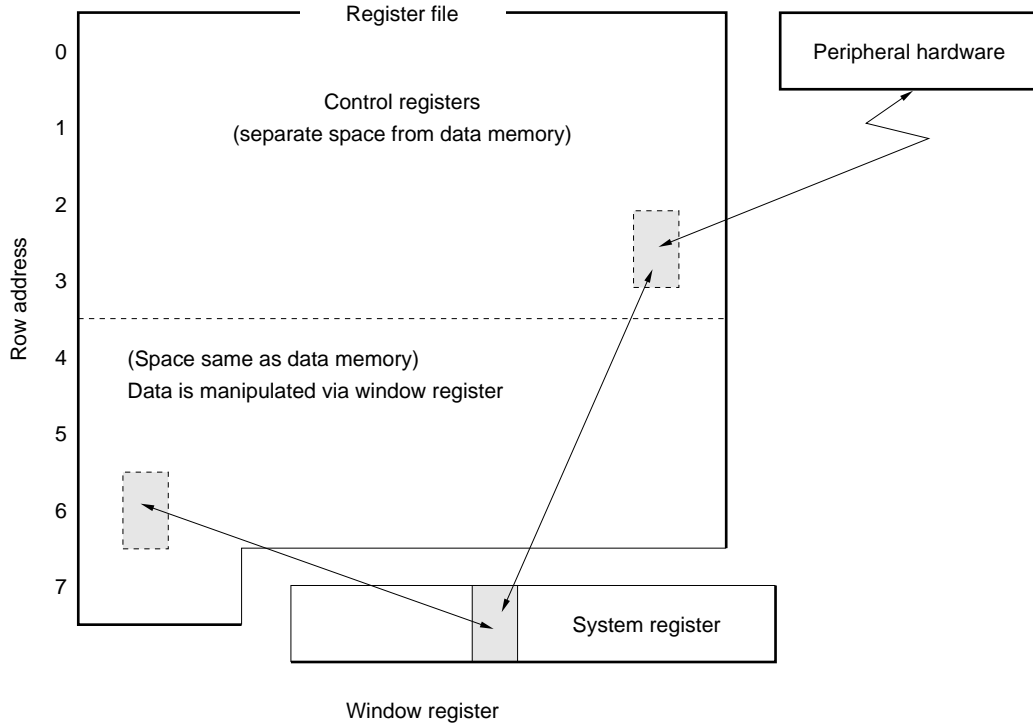 Register file
Peripheral hardware
Row address
0
1
2
3
4
5
6
7
Control registers
(separate space from data memory)
(Space same as data memory)
Data is manipulated via window register
System register
Window register